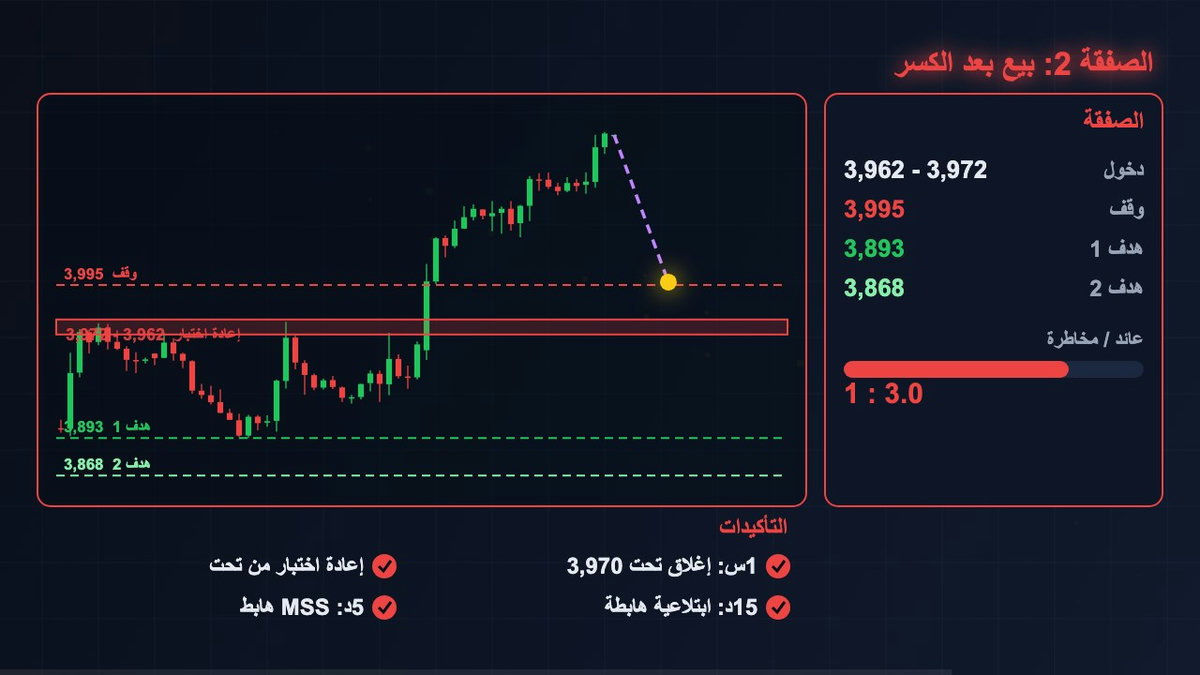 الصفقة 2: بيع بعد الكسر
الصفقة
دخول 3,962 - 3,972
وقف 3,995
هدف 1 3,893
هدف 2 3,868
عائد / مخاطرة
1 : 3.0
وقف 3,995
إعادة اختبار 3,962 - 3,972
هدف 1 3,893
هدف 2 3,868
التأكيدات
1س: إغلاق تحت 3,970
إعادة اختبار من تحت
15د: ابتلاعية هابطة
5د: MSS هابط